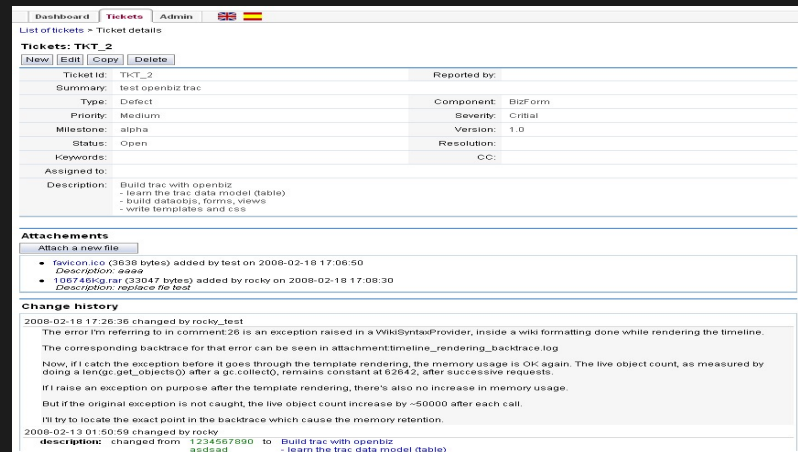 Dashboard Tickets Admin
List of tickets > Ticket details
Tickets: TKT_2
New Edit Copy Delete
Ticket Id: TKT_2 Reported by:
Summary: test openbiz trac
Type: Defect Component: BizForm
Priority: Medium Severity: Critial
Milestone: alpha Version: 1.0
Status: Open Resolution:
Keywords: CC:
Assigned to:
Description: Build trac with openbiz
- learn the trac data model (table)
- build dataobjs, forms, views
- write templates and css
Attachements
Attach a new file
• favicon.ico (3638 bytes) added by test on 2008-02-18 17:06:50
Description: aaaa
• 106746Kg.rar (33047 bytes) added by rocky on 2008-02-18 17:08:30
Description: replace fie test
Change history
2008-02-18 17:26:36 changed by rocky_test
The error I'm referring to in comment:26 is an exception raised in a WikiSyntaxProvider, inside a wiki formatting done while rendering the timeline.
The corresponding backtrace for that error can be seen in attachment:timeline_rendering_backtrace.log
Now, if I catch the exception before it goes through the template rendering, the memory usage is OK again. The live object count, as measured by
doing a len(gc.get_objects()) after a gc.collect(), remains constant at 62642, after successive requests.
If I raise an exception on purpose after the template rendering, there's also no increase in memory usage.
But if the original exception is not caught, the live object count increase by ~50000 after each call.
I'll try to locate the exact point in the backtrace which cause the memory retention.
2008-02-13 01:50:59 changed by rocky
description: changed from 1234567890 to Build trac with openbiz
asdsad - learn the trac data model (table)